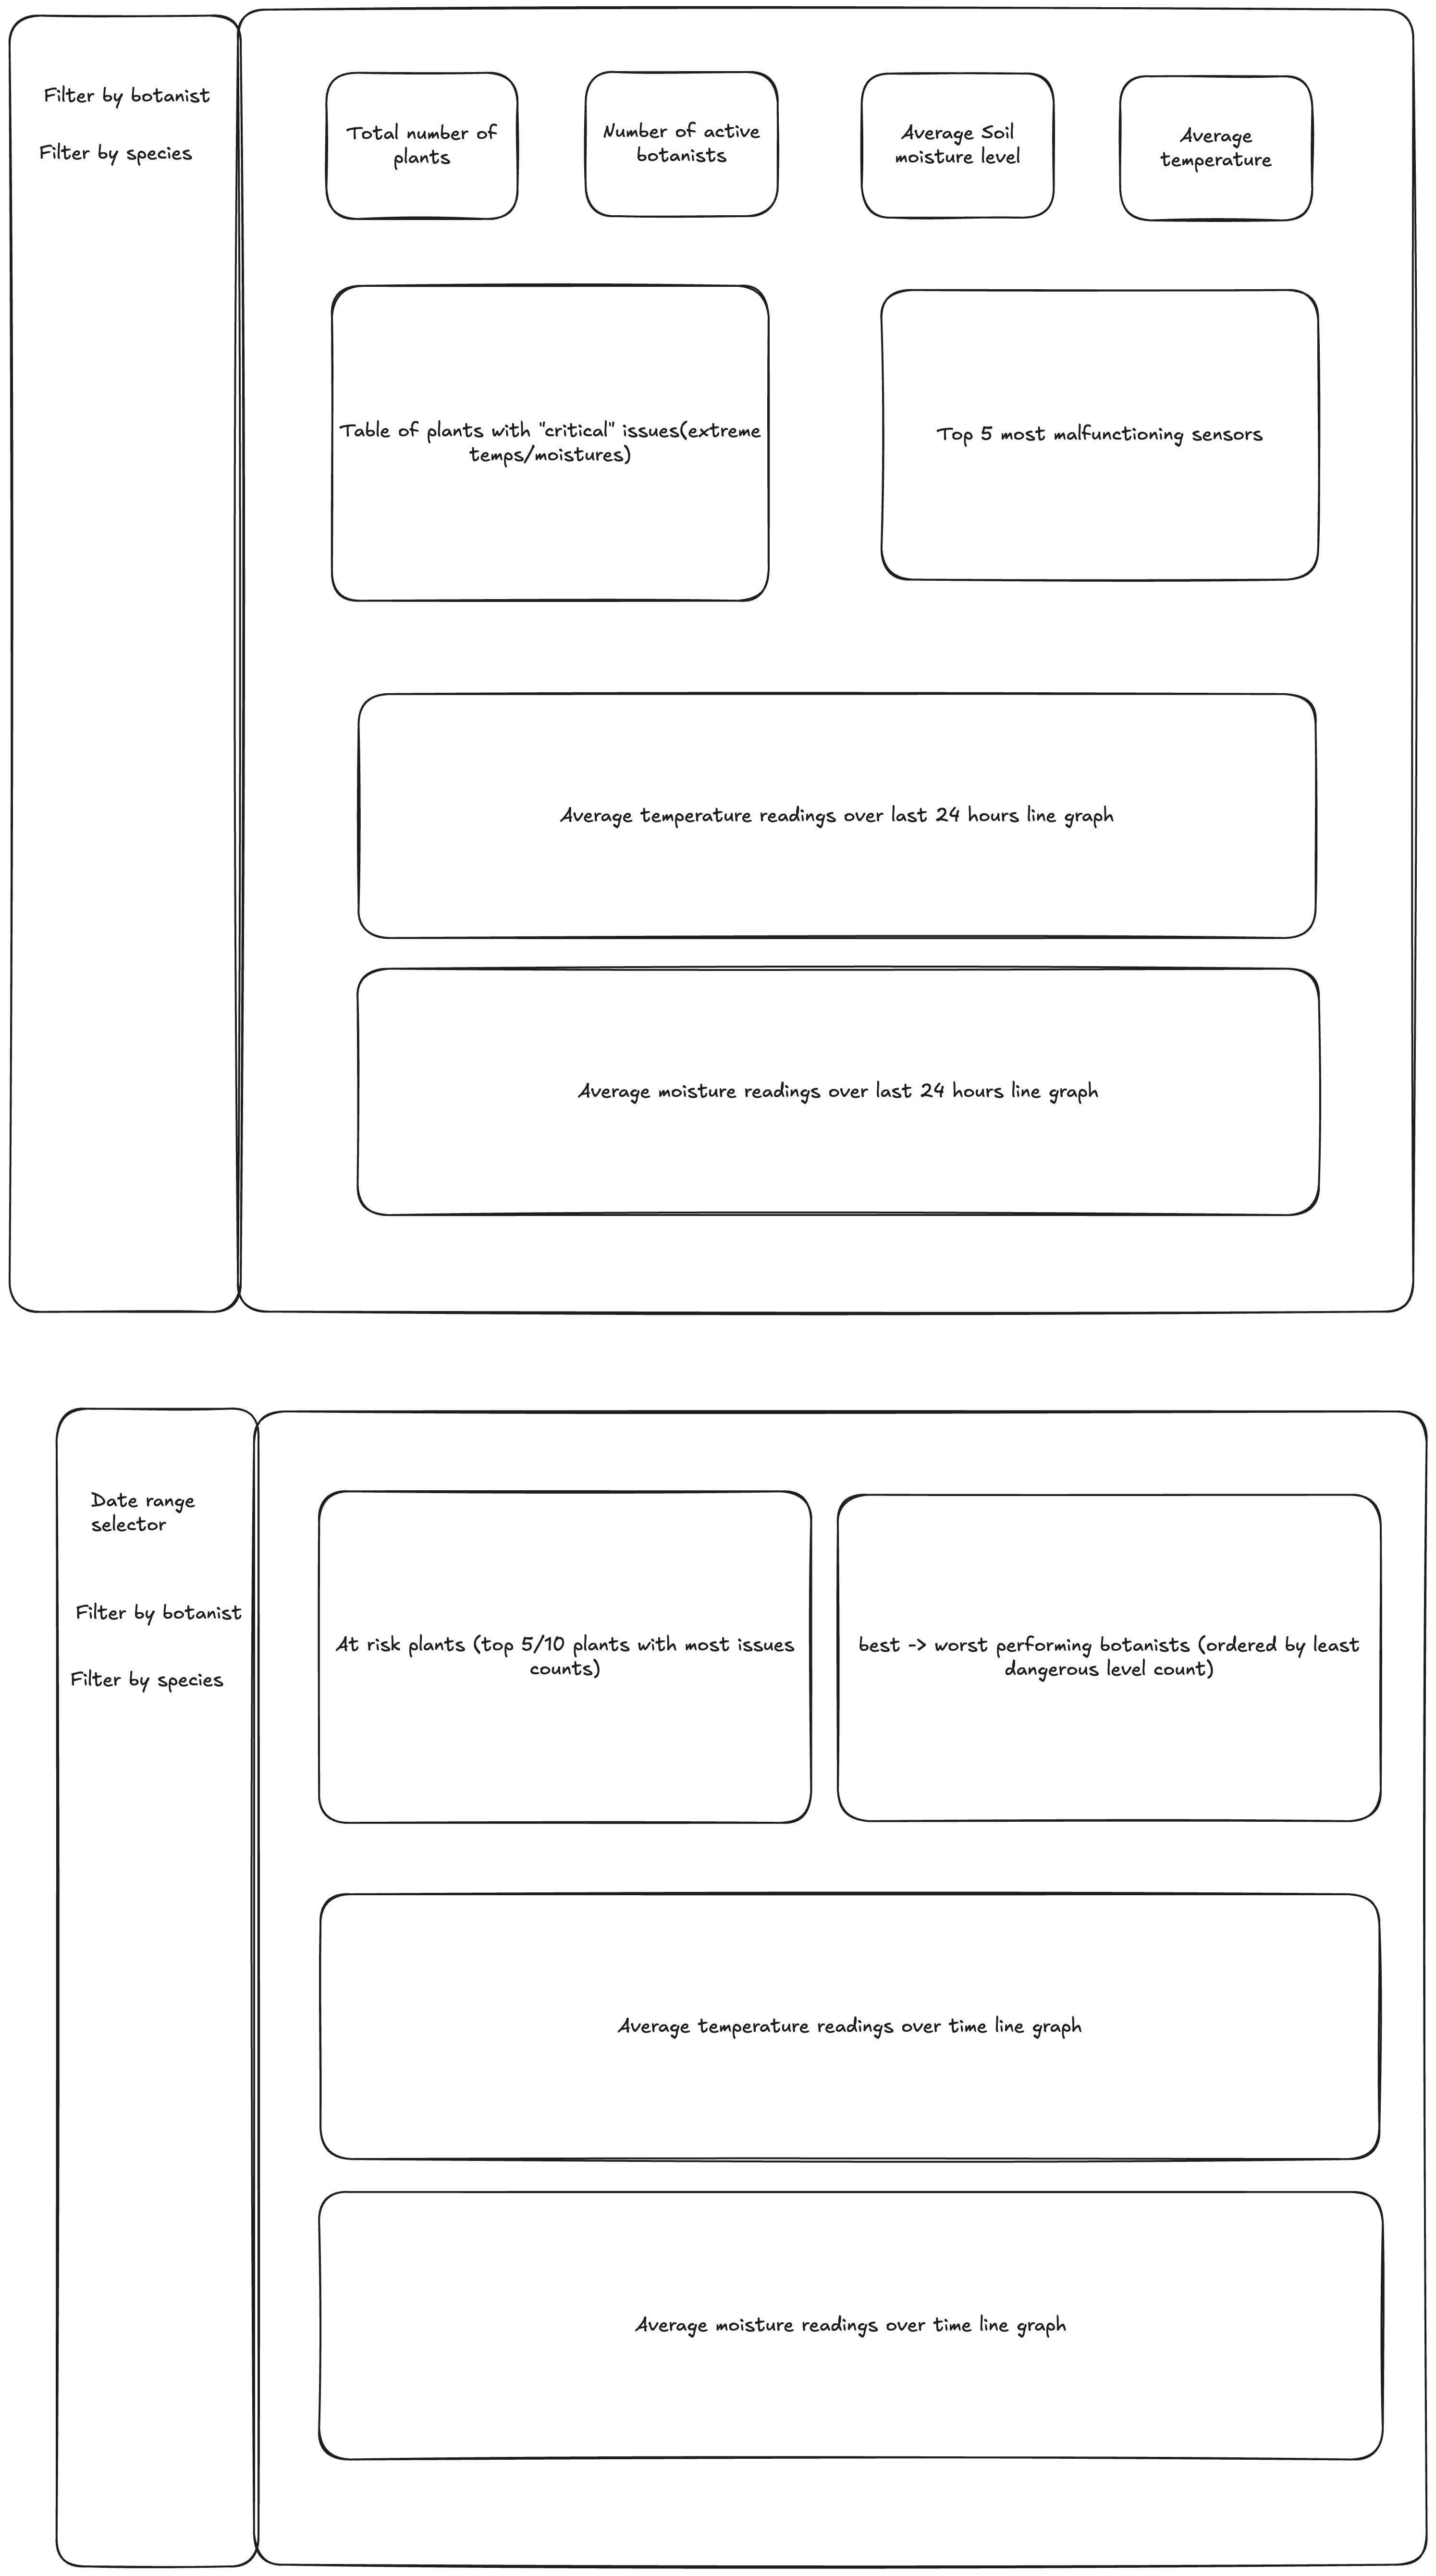 Filter by botanist
Filter by species
Total number of
plants
Number of active
botanists
Average Soil
moisture level
Average
temperature
Table of plants with "critical" issues(extreme
temps/moistures)
Top 5 most malfunctioning sensors
Average temperature readings over last 24 hours line graph
Average moisture readings over last 24 hours line graph
Date range
selector
Filter by botanist
Filter by species
At risk plants (top 5/10 plants with most issues
counts)
best -> worst performing botanists (ordered by least
dangerous level count)
Average temperature readings over time line graph
Average moisture readings over time line graph